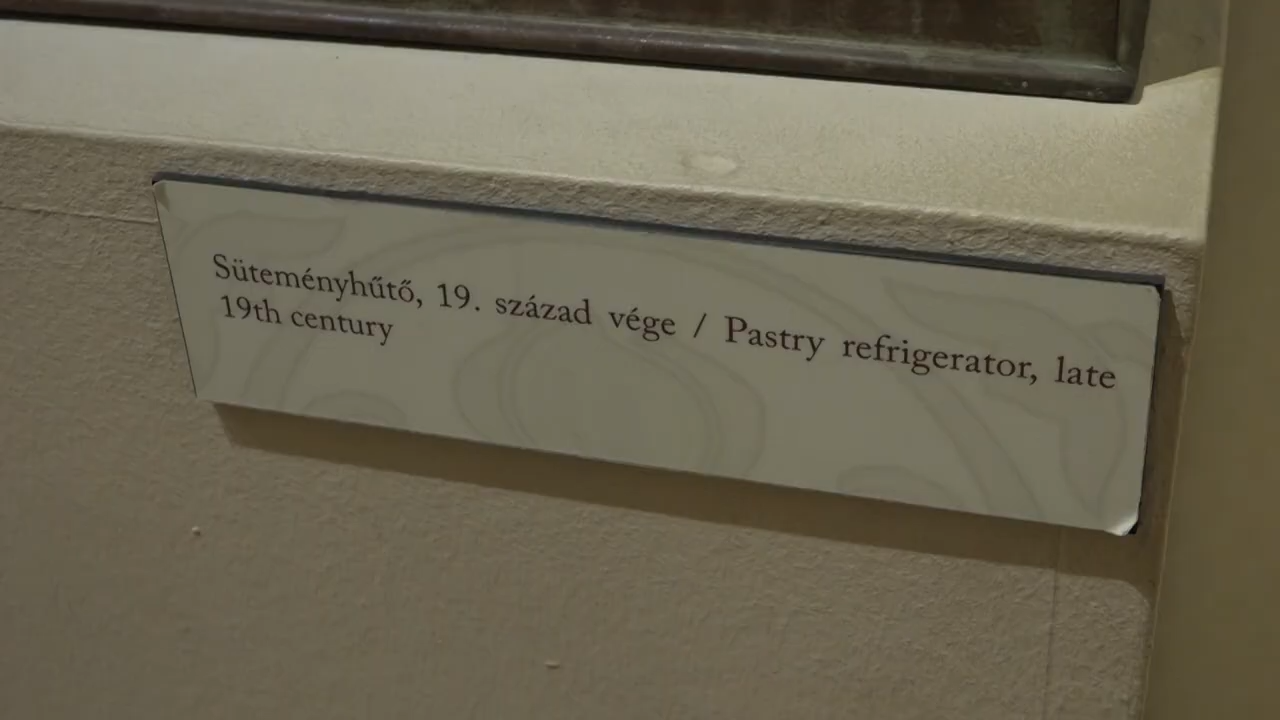 Süteményhűtő, 19. század vége / Pastry refrigerator, late
19th century